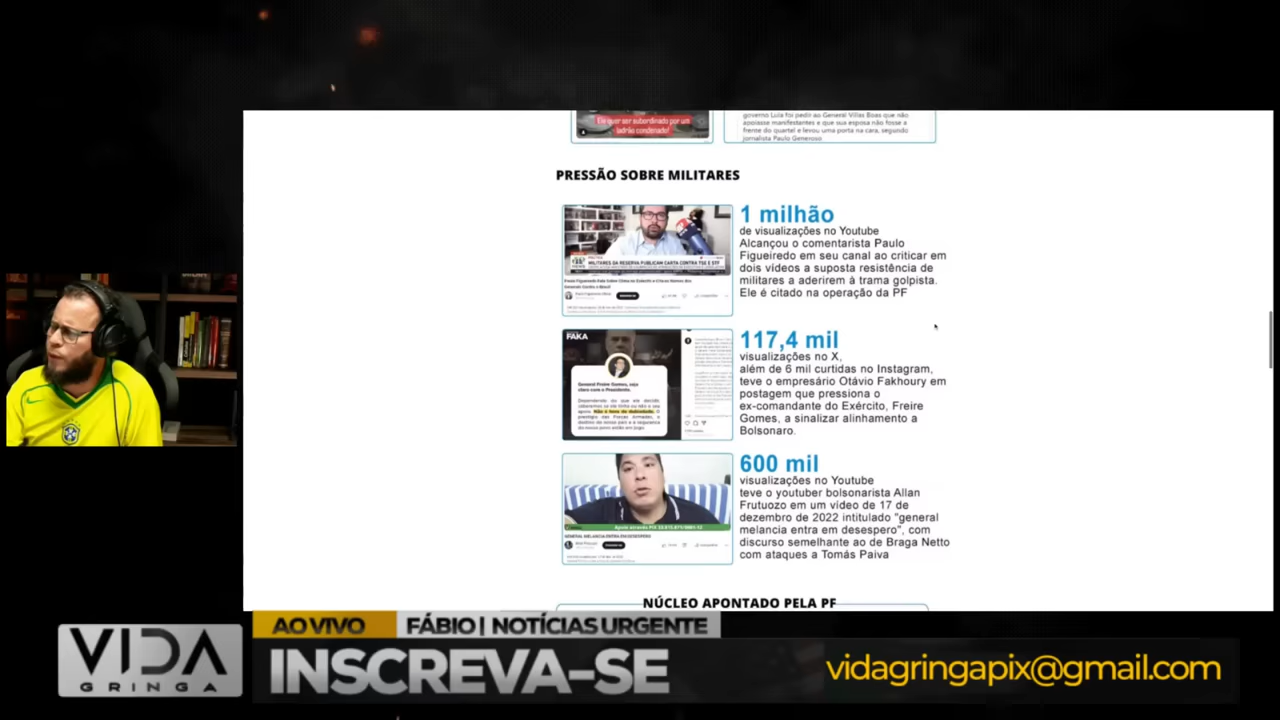 Ele quer ser subordinado por um
ladrão condenado!
governo Lula foi pedir ao General Villas Boas que não
apoiasse manifestantes e que sua esposa não fosse a
frente do quartel e levou uma porta na cara, segundo
jornalista Paulo Generoso
PRESSÃO SOBRE MILITARES
MILITARES DA RESERVA PUBLICAM CARTA CONTRA TSE E STF
1 milhão
de visualizações no Youtube
Alcançou o comentarista Paulo
Figueiredo em seu canal ao criticar em
dois vídeos a suposta resistência de
militares a aderirem à trama golpista.
Ele é citado na operação da PF
FAKA
General Freire Gomes, seja
claro com o Presidente.
117,4 mil
visualizações no X,
além de 6 mil curtidas no Instagram,
teve o empresário Otávio Fakhoury em
postagem que pressiona o
ex-comandante do Exército, Freire
Gomes, a sinalizar alinhamento a
Bolsonaro.
GENERAL MELANCIA ENTRA EM DESESPERO
600 mil
visualizações no Youtube
teve o youtuber bolsonarista Allan
Frutuozo em um vídeo de 17 de
dezembro de 2022 intitulado "general
melancia entra em desespero", com
discurso semelhante ao de Braga Netto
com ataques a Tomás Paiva
NÚCLEO APONTADO PELA PF
VIDA
GRINGA
AO VIVO
FÁBIO | NOTÍCIAS URGENTE
INSCREVA-SE
vidagringapix@gmail.com